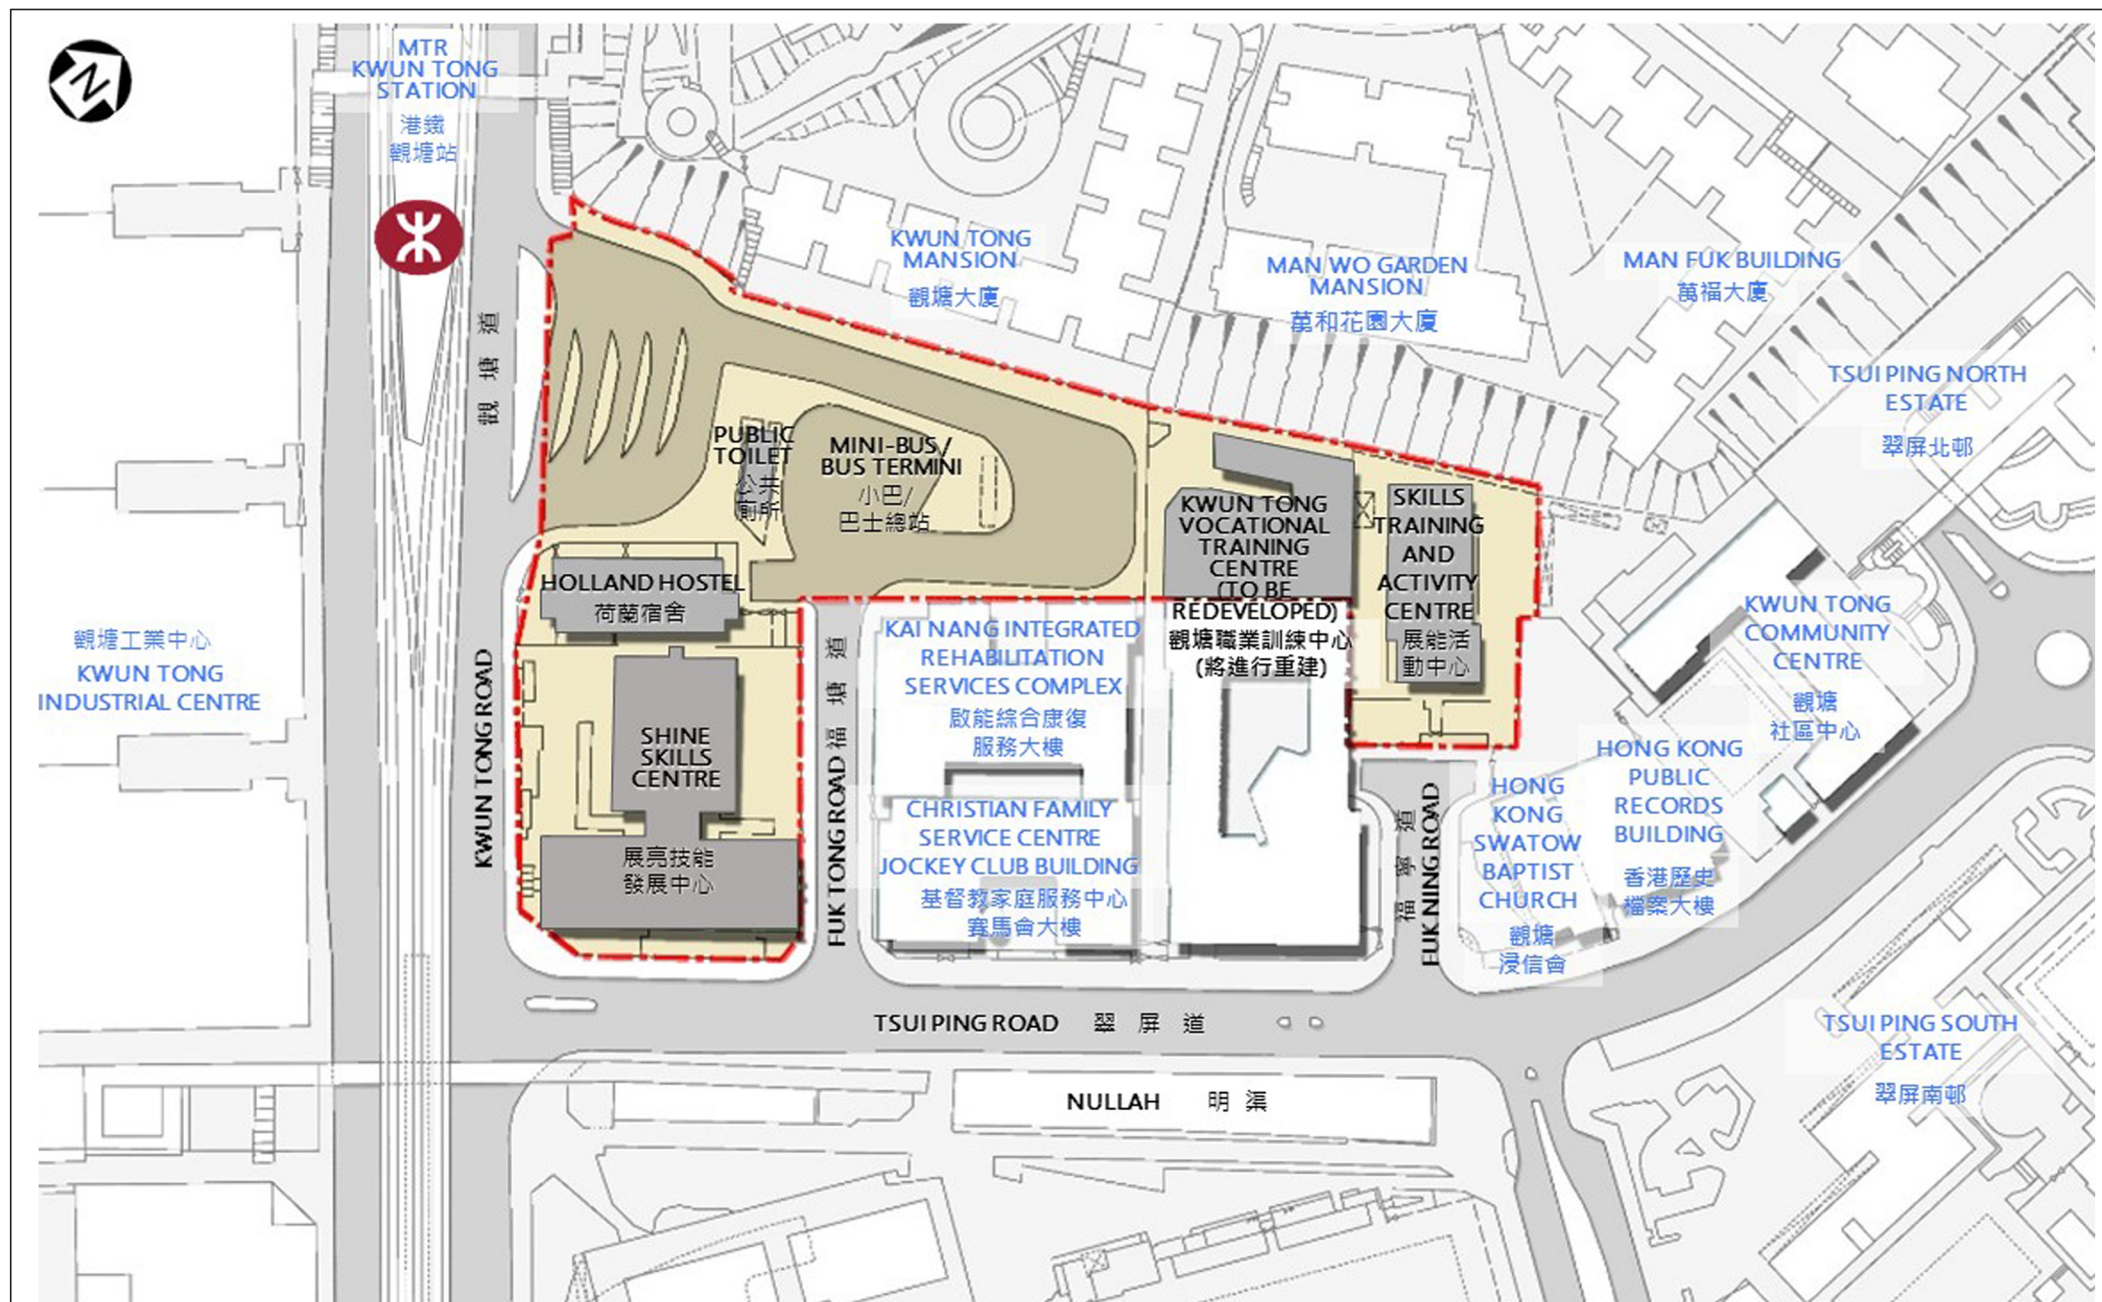 N
MTR
KWUN TONG
STATION
港鐵
觀塘站
觀塘道
KWUN TONG
MANSION
觀塘大廈
MAN WO GARDEN
MANSION
萬和花園大廈
MAN FUK BUILDING
萬福大廈
TSUI PING NORTH
ESTATE
翠屏北邨
PUBLIC
TOILET
公共
廁所
MINI-BUS /
BUS TERMINI
小巴/
巴士總站
KWUN TONG
VOCATIONAL
TRAINING
CENTRE
(TO BE
REDEVELOPED)
觀塘職業訓練中心
(將進行重建)
SKILLS
TRAINING
AND
ACTIVITY
CENTRE
展能活
動中心
HOLLAND HOSTEL
荷蘭宿舍
KWUN TONG
COMMUNITY
CENTRE
觀塘
社區中心
觀塘工業中心
KWUN TONG
INDUSTRIAL CENTRE
KWUN TONG ROAD
SHINE
SKILLS
CENTRE
展亮技能
發展中心
FUK TONG ROAD 福塘道
KAI NANG INTEGRATED
REHABILITATION
SERVICES COMPLEX
啟能綜合康復
服務大樓
CHRISTIAN FAMILY
SERVICE CENTRE
JOCKEY CLUB BUILDING
基督教家庭服務中心
賽馬會大樓
FUK NING ROAD
福寧道
HONG
KONG
SWATOW
BAPTIST
CHURCH
觀塘
浸信會
HONG KONG
PUBLIC
RECORDS
BUILDING
香港歷史
檔案大樓
TSUI PING ROAD 翠屏道
TSUI PING SOUTH
ESTATE
翠屏南邨
NULLAH 明渠